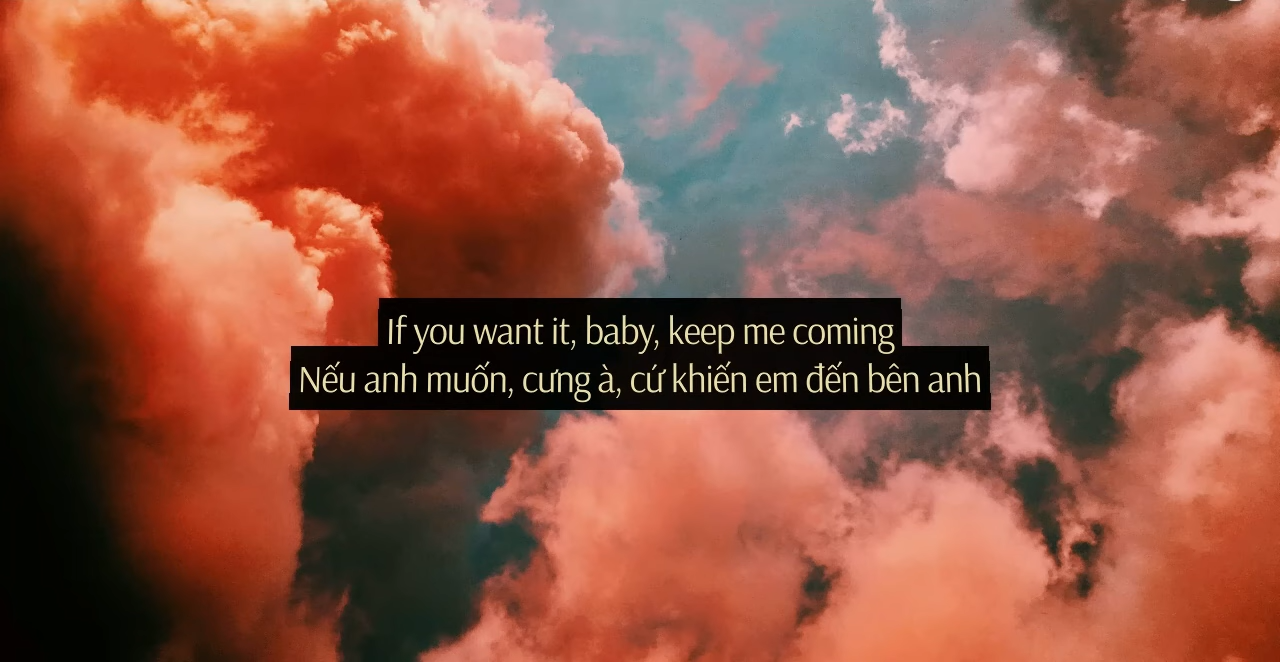 If you want it, baby, keep me coming
Nếu anh muốn, cưng à, cứ khiến em đến bên anh